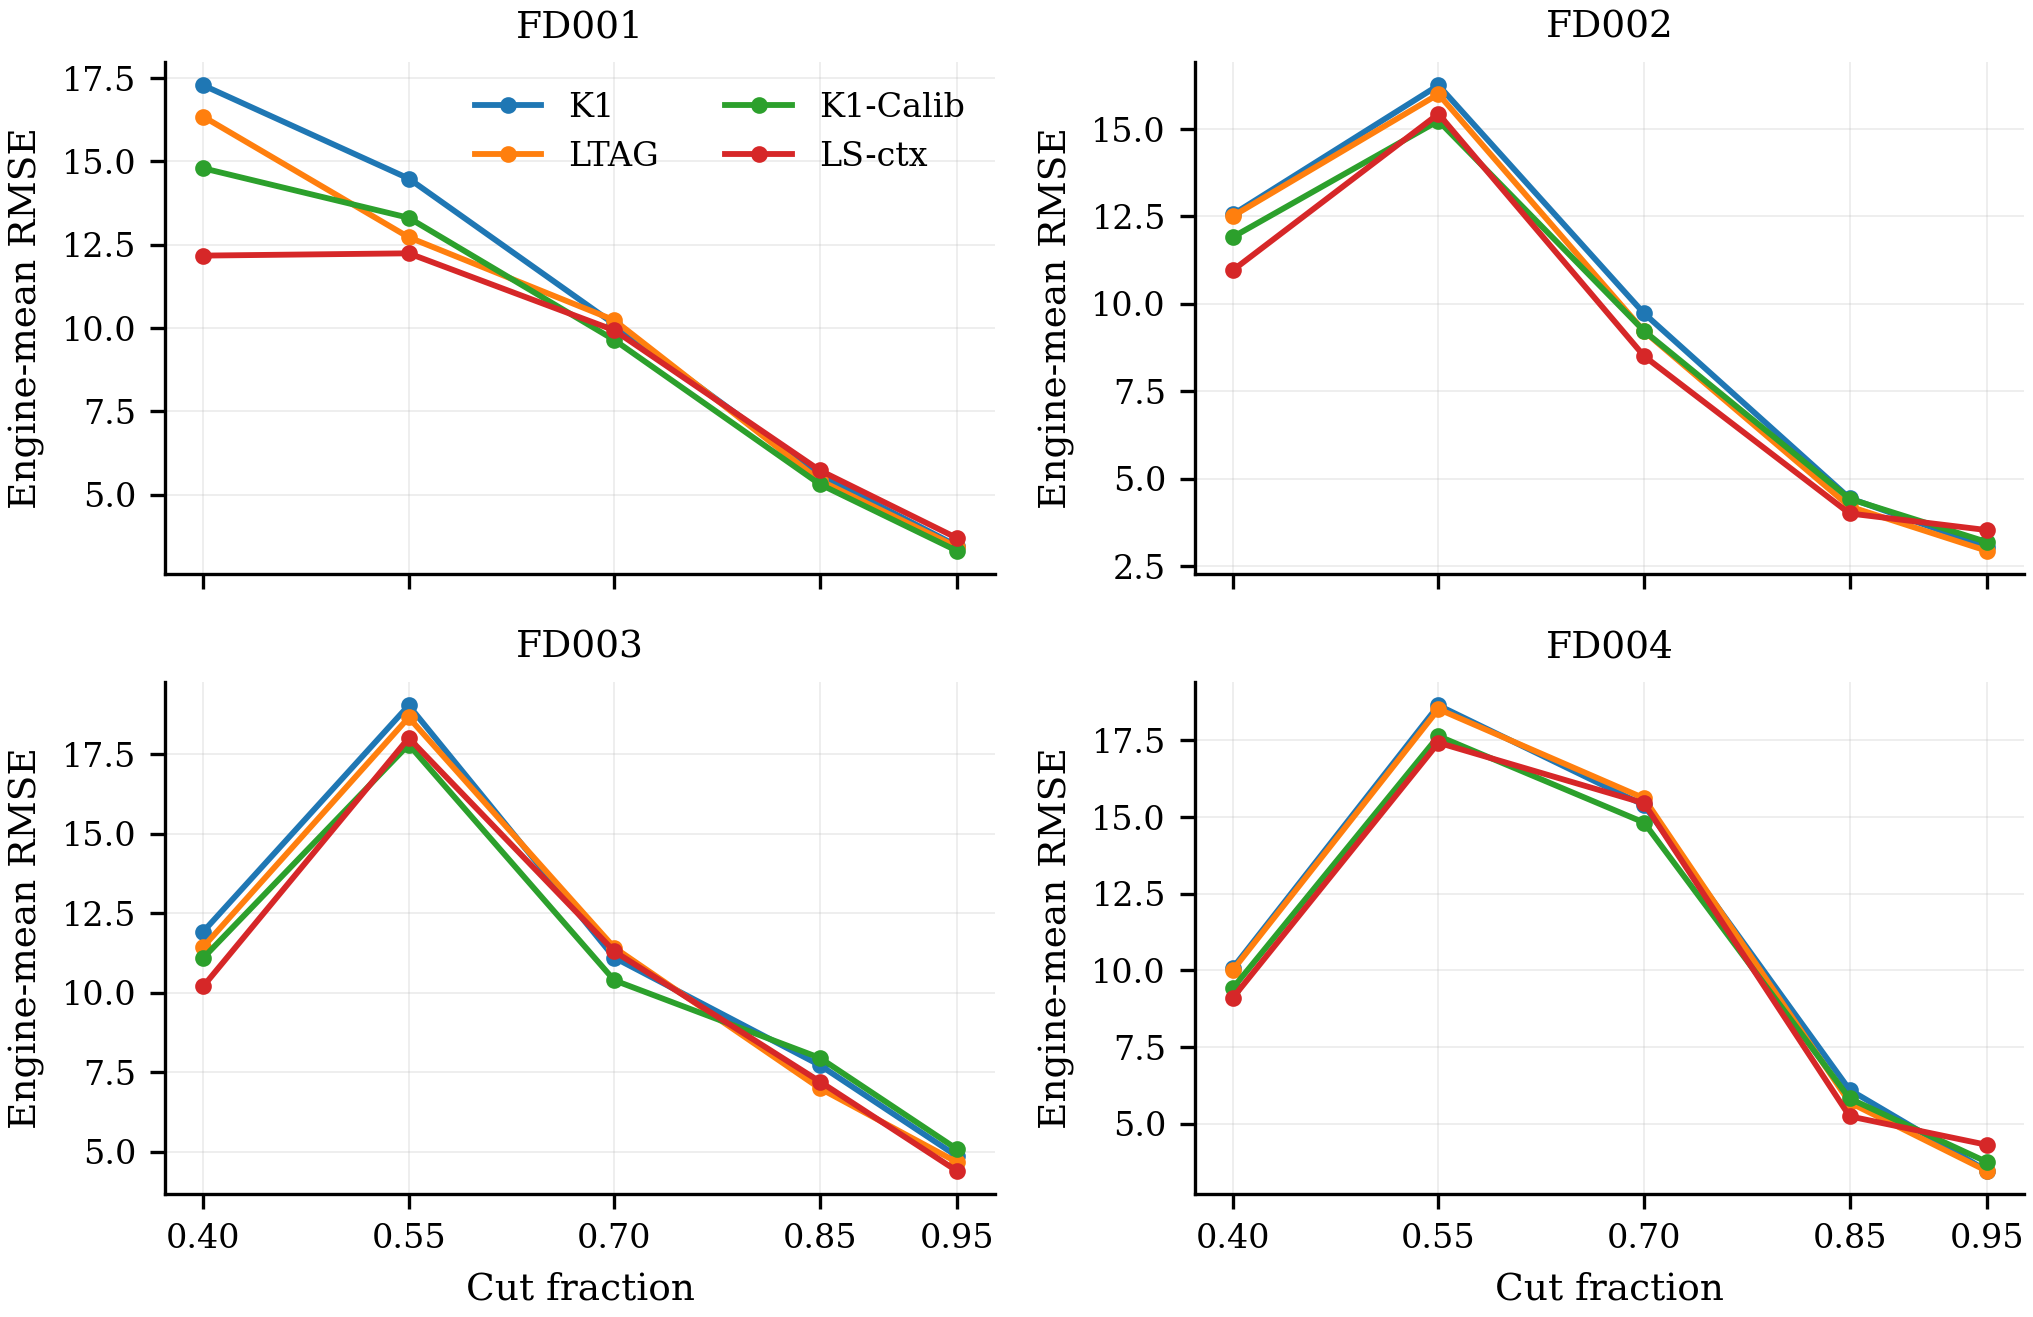 FD001
Engine-mean RMSE
17.5
15.0
12.5
10.0
7.5
5.0
K1
LTAG
K1-Calib
LS-ctx
FD002
Engine-mean RMSE
15.0
12.5
10.0
7.5
5.0
2.5
FD003
Engine-mean RMSE
17.5
15.0
12.5
10.0
7.5
5.0
0.40 0.55 0.70 0.85 0.95
Cut fraction
FD004
Engine-mean RMSE
17.5
15.0
12.5
10.0
7.5
5.0
0.40 0.55 0.70 0.85 0.95
Cut fraction